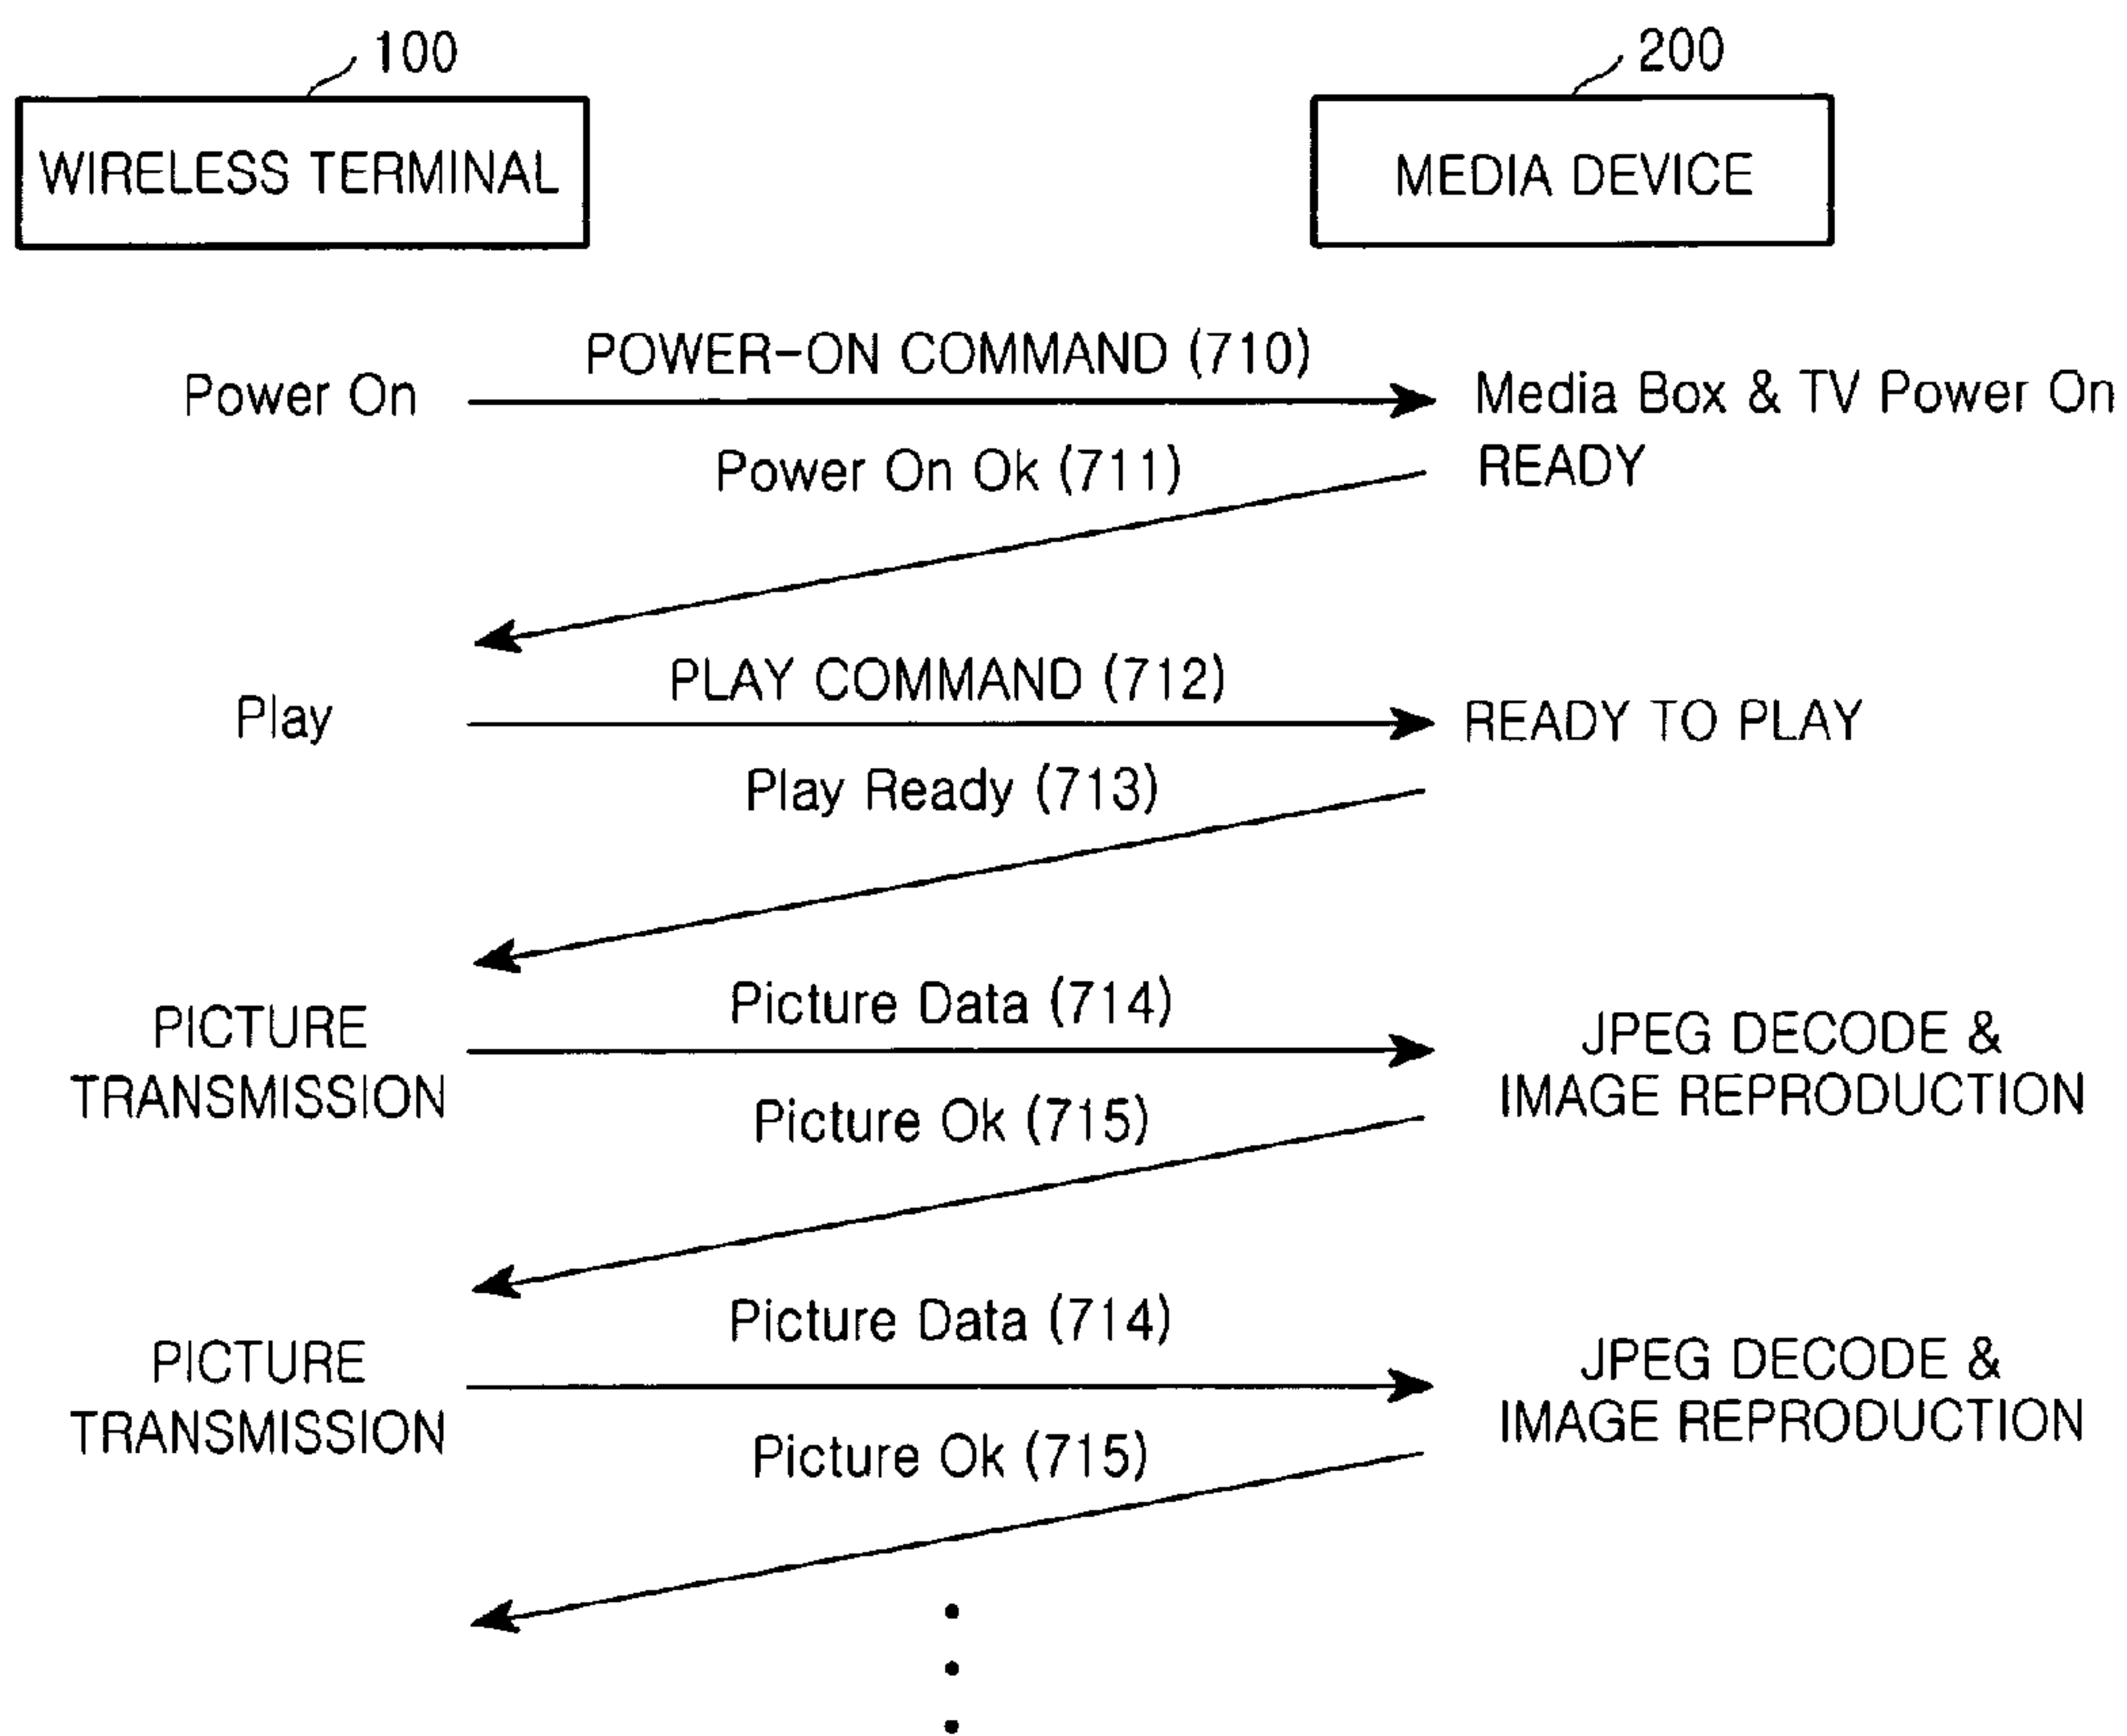 100
200
WIRELESS TERMINAL
MEDIA DEVICE
POWER-ON COMMAND (710)
Power On
Media Box & TV Power On
READY
Power On Ok (711)
PLAY COMMAND (712)
Play
READY TO PLAY
Play Ready (713)
Picture Data (714)
PICTURE
TRANSMISSION
JPEG DECODE &
IMAGE REPRODUCTION
Picture Ok (715)
Picture Data (714)
PICTURE
TRANSMISSION
JPEG DECODE &
IMAGE REPRODUCTION
Picture Ok (715)